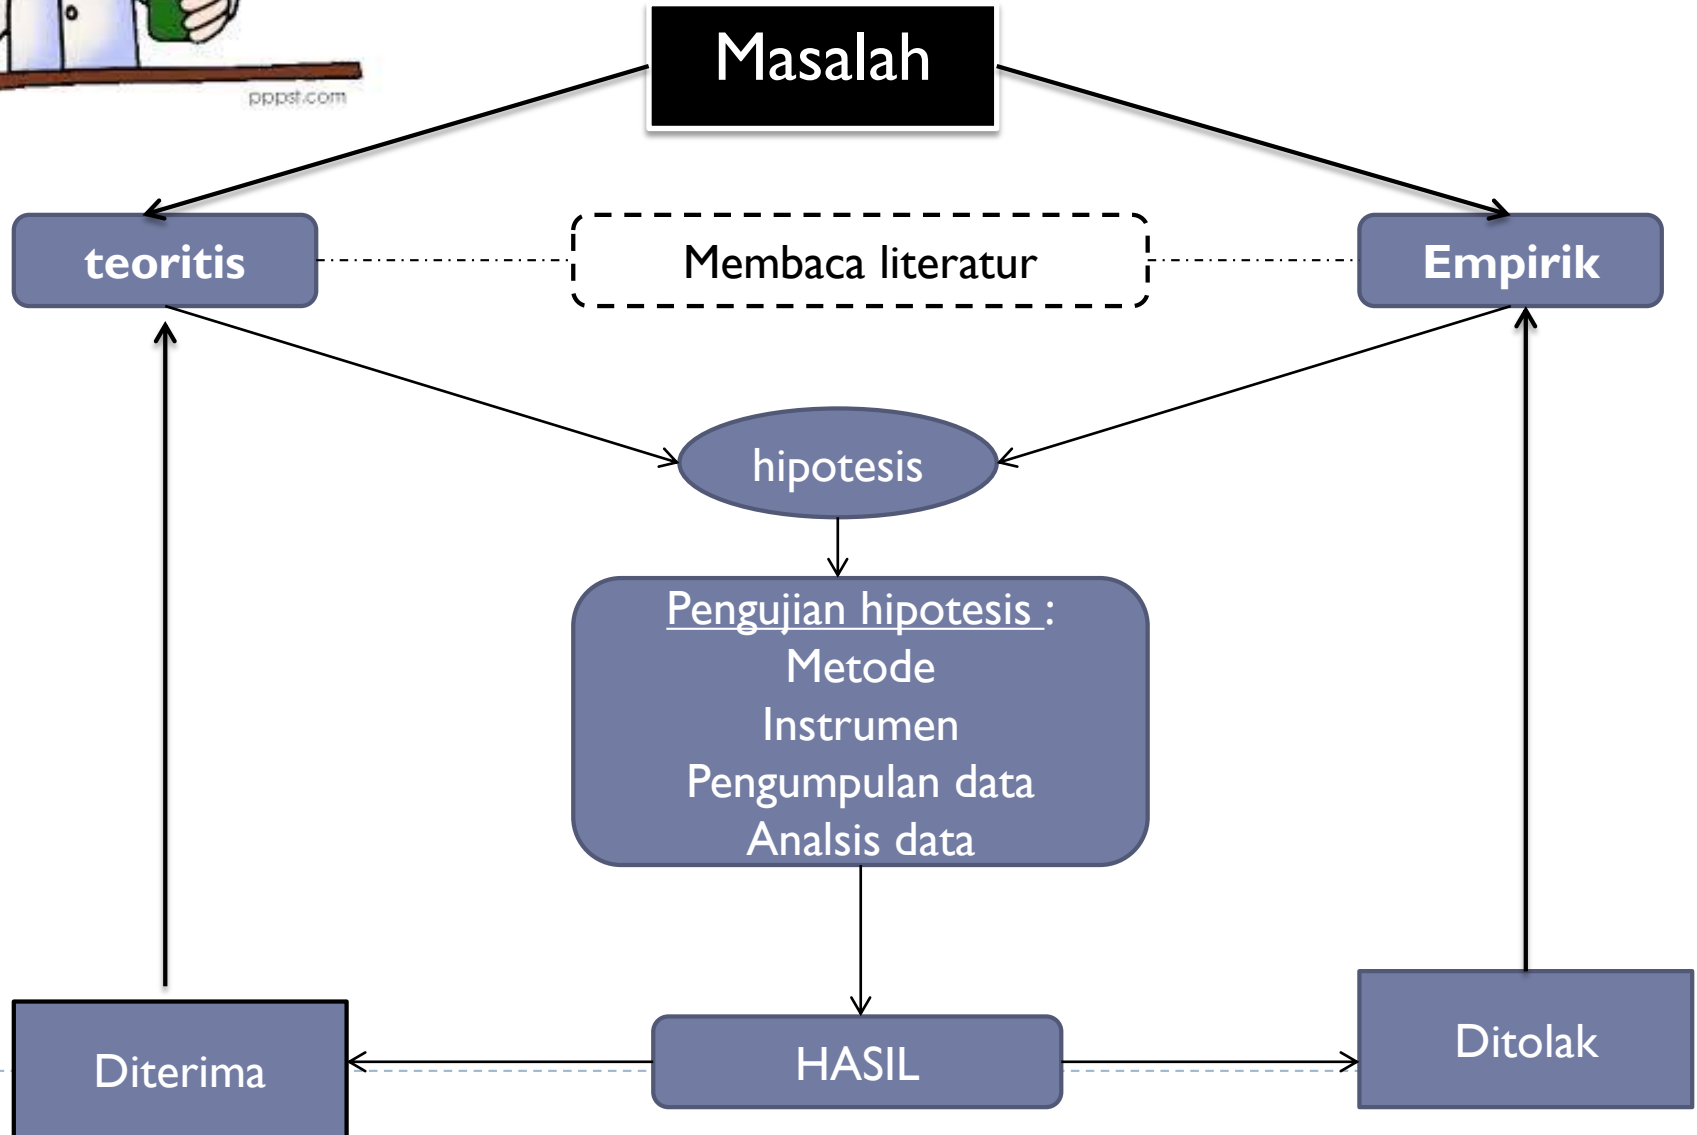 pppst.com
Masalah
teoritis
Membaca literatur
Empirik
hipotesis
Pengujian hipotesis :
Metode
Instrumen
Pengumpulan data
Analsis data
Diterima
HASIL
Ditolak